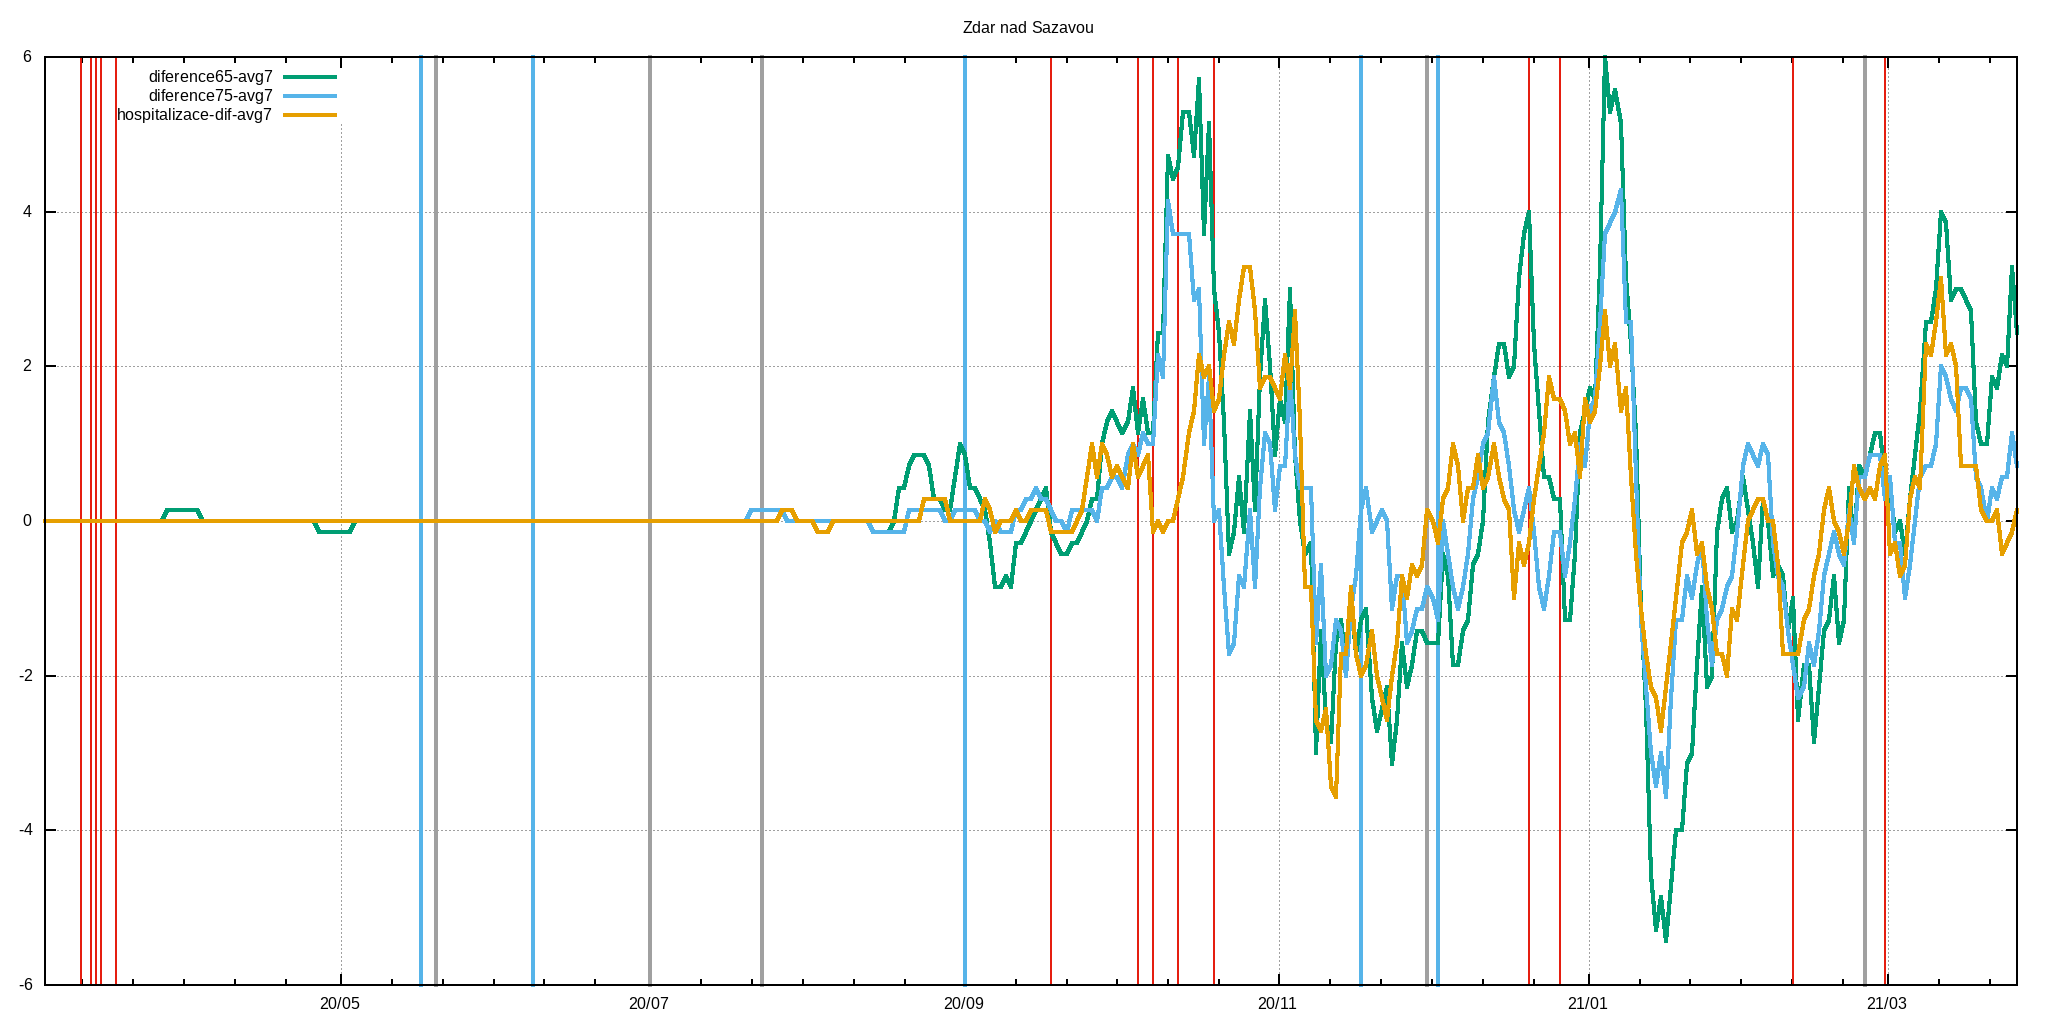 Zdar nad Sazavou
diference65-avg7
diference75-avg7
hospitalizace-dif-avg7
6
4
2
0
-2
-4
-6
20/05 20/07 20/09 20/11 21/01 21/03